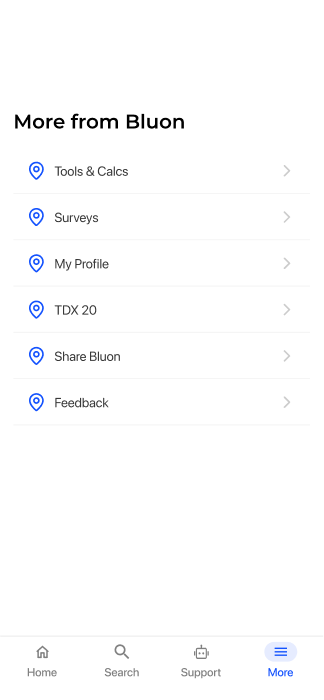 More from Bluon
Tools & Calcs
Surveys
My Profile
TDX 20
Share Bluon
Feedback
Home
Search
Support
More